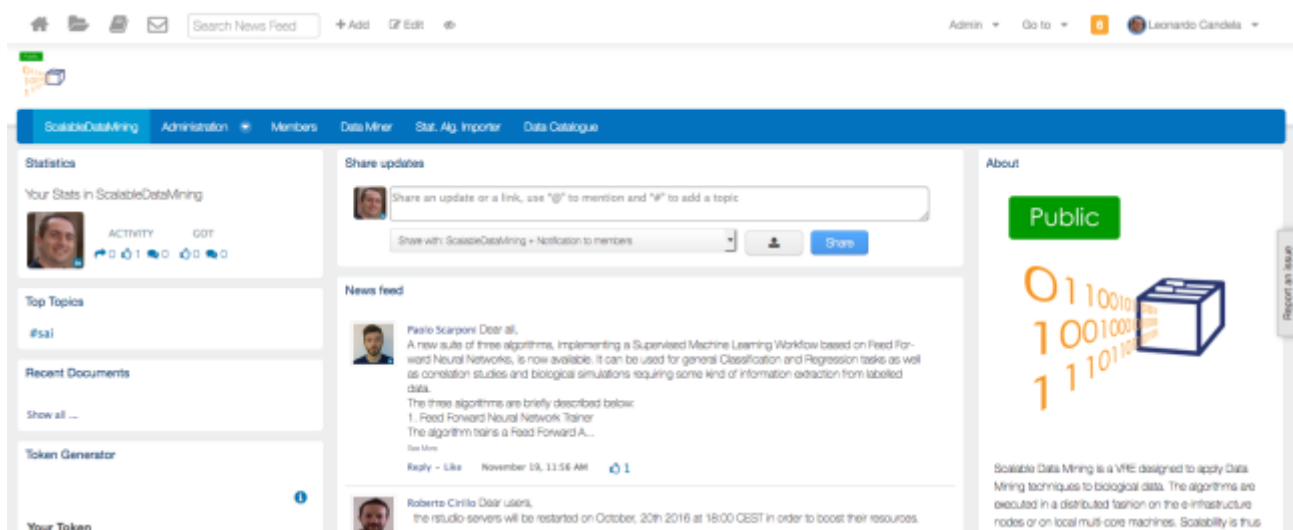 Search News Feed
Add
Edit
Admin
Go to
6
Leonardo Candela
Public
ScalableDataMining
Administration
Members
Data Miner
Stat. Alg. Importer
Data Catalogue
Statistics
Your Stats in ScalableDataMining
ACTIVITY
GOT
0 1 0 0 0
Top Topics
#sai
Recent Documents
Show all ...
Token Generator
Your Token
Share updates
Share an update or a link, use "@" to mention and "#" to add a topic
Share with: ScalableDataMining + Notification to members
Share
News feed
Paolo Scarponi Dear all,
A new suite of three algorithms, implementing a Supervised Machine Learning Workflow based on Feed For-
ward Neural Networks, is now available. It can be used for general Classification and Regression tasks as well
as correlation studies and biological simulations requiring some kind of information extraction from labelled
data.
The three algorithms are briefly described below:
1. Feed Forward Neural Network Trainer
The algorithm trains a Feed Forward A...
See More
Reply - Like November 19, 11:56 AM 1
Roberto Cirillo Dear users,
the rstudio-servers will be restarted on October, 20th 2016 at 18:00 CEST in order to boost their resources.
About
Public
Scalable Data Mining is a VRE designed to apply Data
Mining techniques to biological data. The algorithms are
executed in a distributed fashion on the e-infrastructure
nodes or on local multi-core machines. Scalability is thus
Report an issue